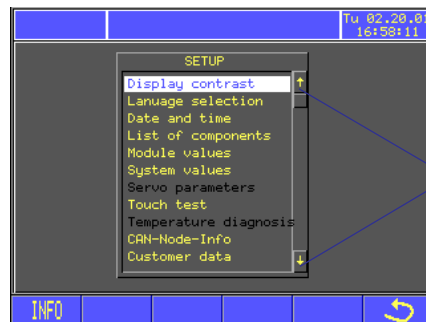 Tu 02.20.01
16:58:11
SETUP
Display contrast
Lanuage selection
Date and time
List of components
Module values
System values
Servo parameters
Touch test
Temperature diagnosis
CAN-Node-Info
Customer data
INFO